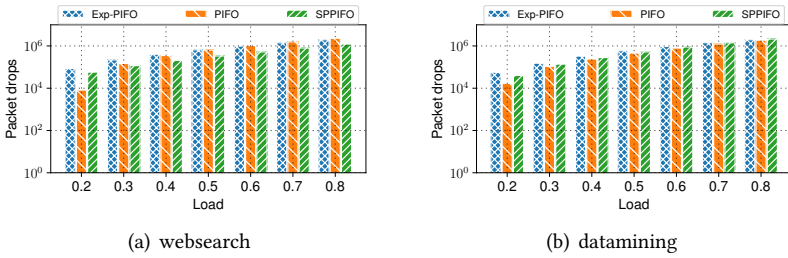 Exp-PIFO PIFO SPPIFO
Packet drops
10^6
10^4
10^2
10^0
0.2 0.3 0.4 0.5 0.6 0.7 0.8
Load
(a) websearch
Exp-PIFO PIFO SPPIFO
Packet drops
10^6
10^4
10^2
10^0
0.2 0.3 0.4 0.5 0.6 0.7 0.8
Load
(b) datamining